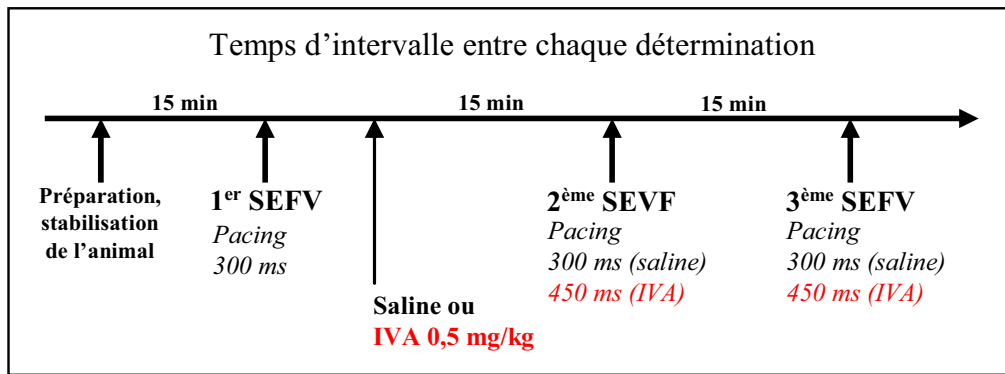 Temps d’intervalle entre chaque détermination
15 min
15 min
15 min
Préparation,
stabilisation
de l’animal
1er SEFV
Pacing
300 ms
Saline ou
IVA 0,5 mg/kg
2ème SEVF
Pacing
300 ms (saline)
450 ms (IVA)
3ème SEFV
Pacing
300 ms (saline)
450 ms (IVA)